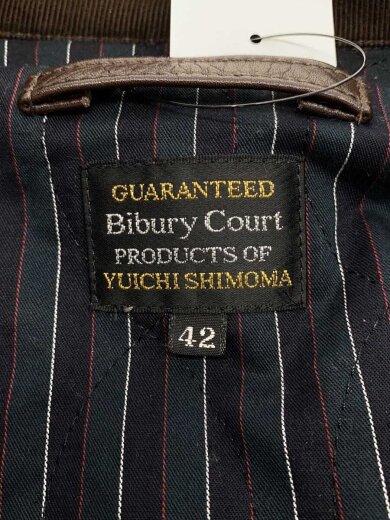 GUARANTEED
Bibury Court
PRODUCTS OF
YUICHI SHIMOMA
42